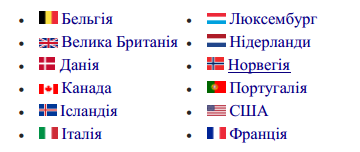 Бельгія
Велика Британія
Данія
Канада
Ісландія
Італія
Люксембург
Нідерланди
Норвегія
Португалія
США
Франція